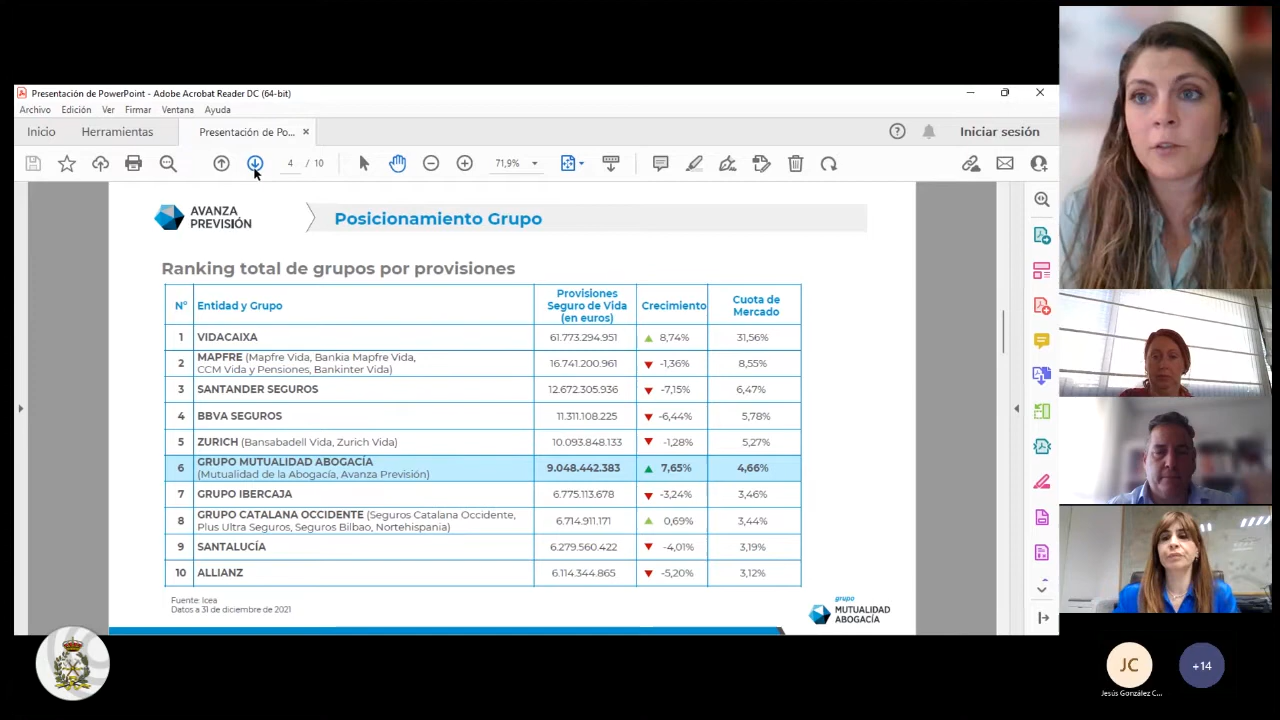 Presentación de PowerPoint - Adobe Acrobat Reader DC (64-bit)
Archivo Edición Ver Firmar Ventana Ayuda
Inicio Herramientas Presentación de Po... × Iniciar sesión
4 / 10 71,9%
AVANZA
PREVISIÓN
Posicionamiento Grupo
Ranking total de grupos por provisiones
Nº Entidad y Grupo Provisiones Seguro de Vida (en euros) Crecimiento Cuota de Mercado
1 VIDACAIXA 61.773.294.951 8,74% 31,56%
2 MAPFRE (Mapfre Vida, Bankia Mapfre Vida,
CCM Vida y Pensiones, Bankinter Vida) 16.741.200.961 -1,36% 8,55%
3 SANTANDER SEGUROS 12.672.305.936 -7,15% 6,47%
4 BBVA SEGUROS 11.311.108.225 -6,44% 5,78%
5 ZURICH (Bansabadell Vida, Zurich Vida) 10.093.848.133 -1,28% 5,27%
6 GRUPO MUTUALIDAD ABOGACÍA
(Mutualidad de la Abogacía, Avanza Previsión) 9.048.442.383 7,65% 4,66%
7 GRUPO IBERCAJA 6.775.113.678 -3,24% 3,46%
8 GRUPO CATALANA OCCIDENTE (Seguros Catalana Occidente,
Plus Ultra Seguros, Seguros Bilbao, Nortehispania) 6.714.911.171 0,69% 3,44%
9 SANTALUCÍA 6.279.560.422 -4,01% 3,19%
10 ALLIANZ 6.114.344.865 -5,20% 3,12%
Fuente: Icea
Datos a 31 de diciembre de 2021
grupo
MUTUALIDAD
ABOGACÍA
JC
+14
Jesús González C...